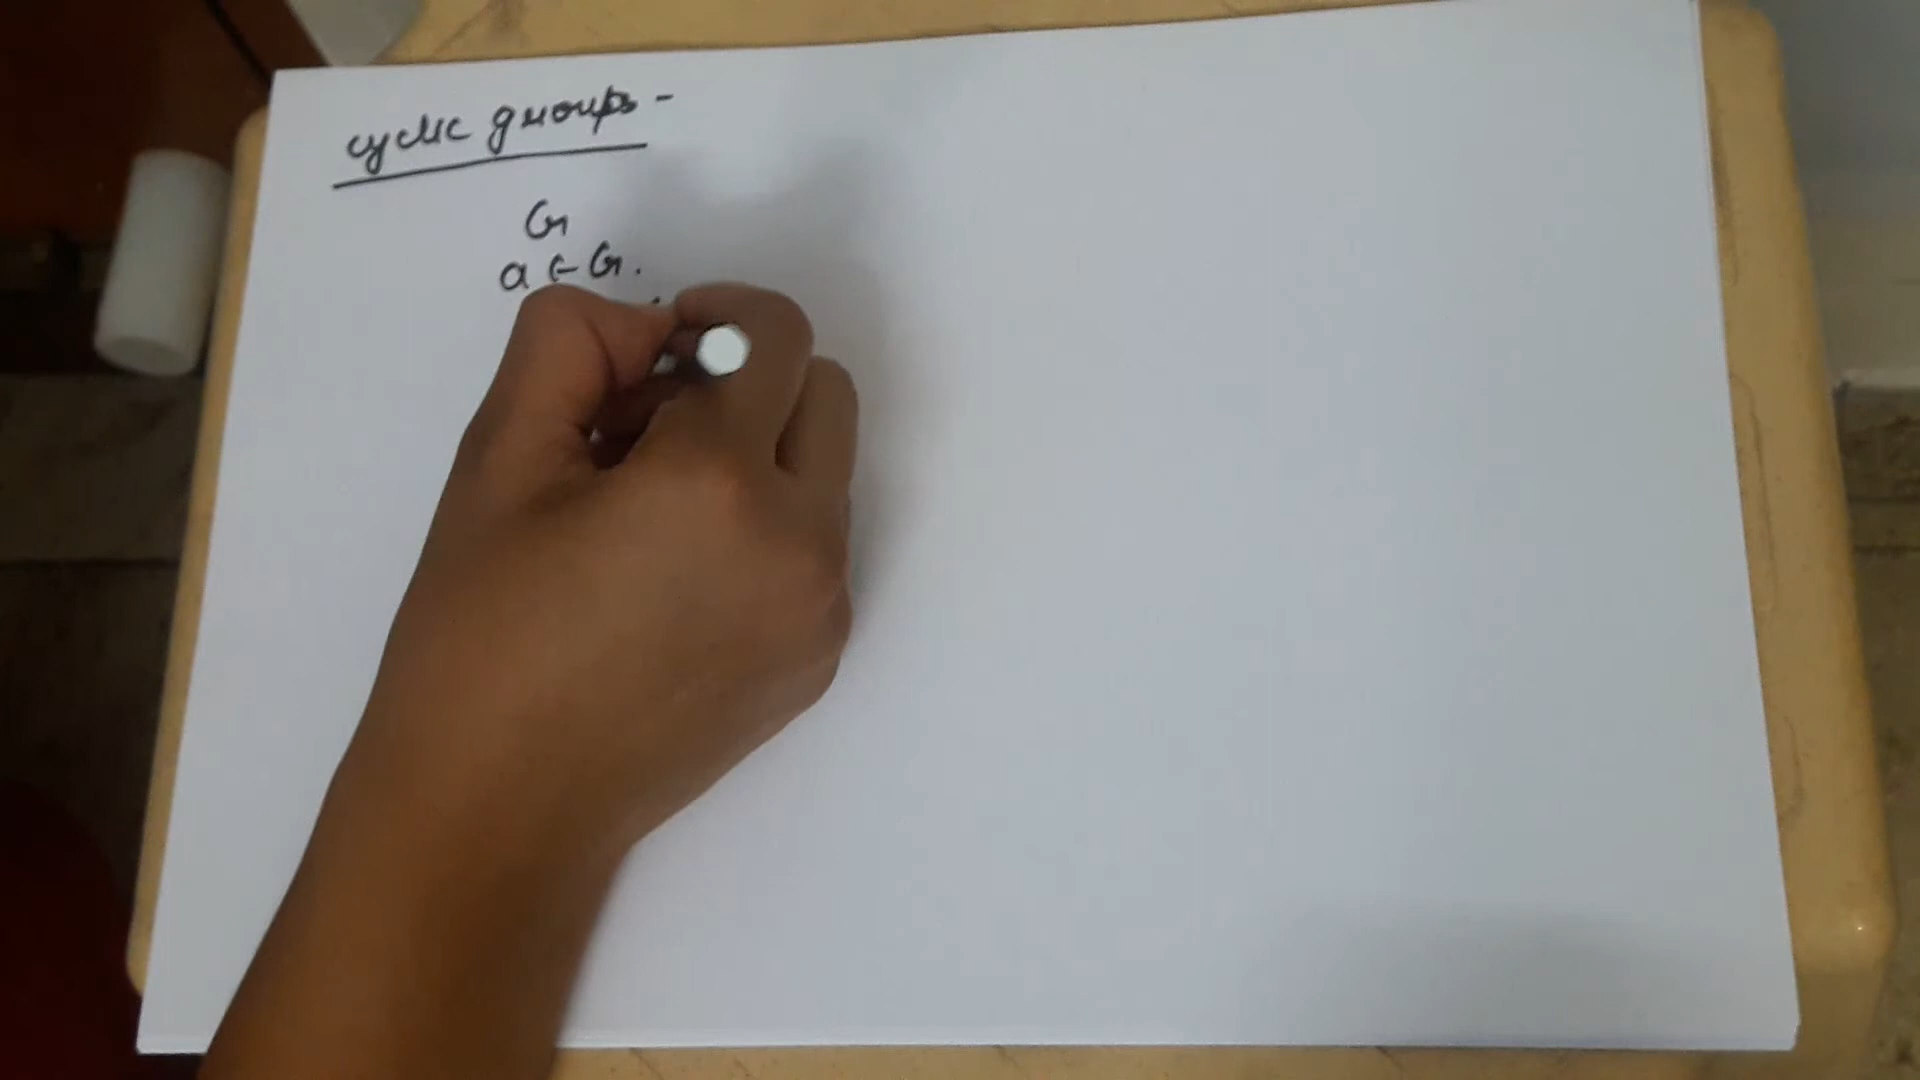 cyclic groups -
G
a ∈ G.